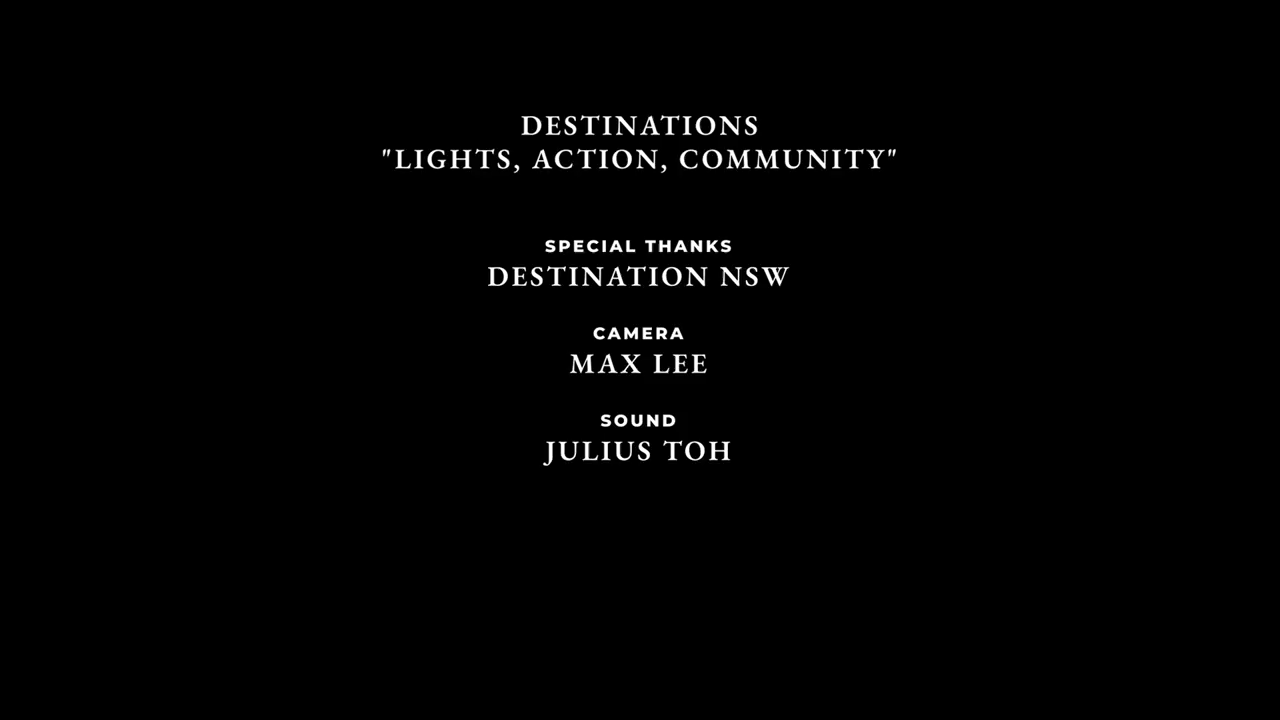 DESTINATIONS
"LIGHTS, ACTION, COMMUNITY"
SPECIAL THANKS
DESTINATION NSW
CAMERA
MAX LEE
SOUND
JULIUS TOH